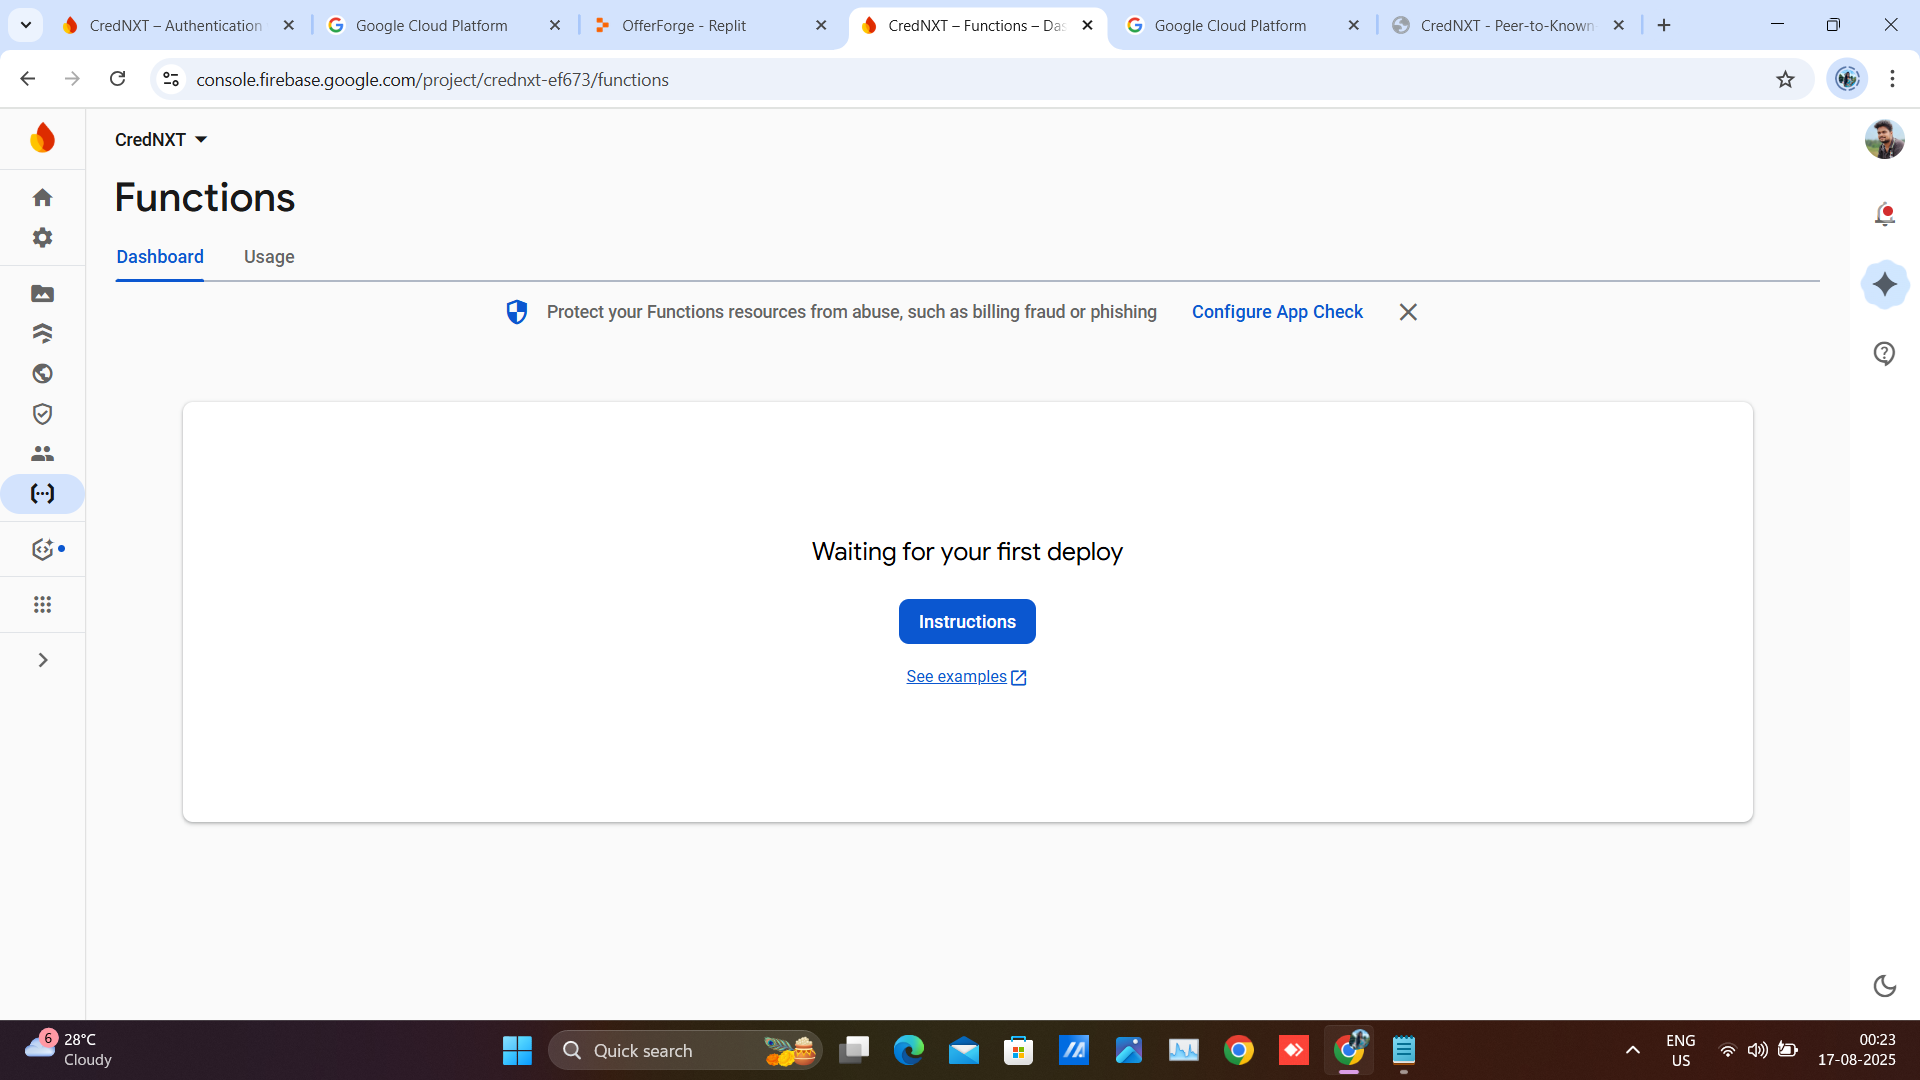 CredNXT – Authentication
Google Cloud Platform
OfferForge - Replit
CredNXT – Functions – Das
Google Cloud Platform
CredNXT - Peer-to-Known
console.firebase.google.com/project/crednxt-ef673/functions
CredNXT
Functions
Dashboard
Usage
Protect your Functions resources from abuse, such as billing fraud or phishing
Configure App Check
Waiting for your first deploy
Instructions
See examples
6
28°C
Cloudy
Quick search
ENG
US
00:23
17-08-2025